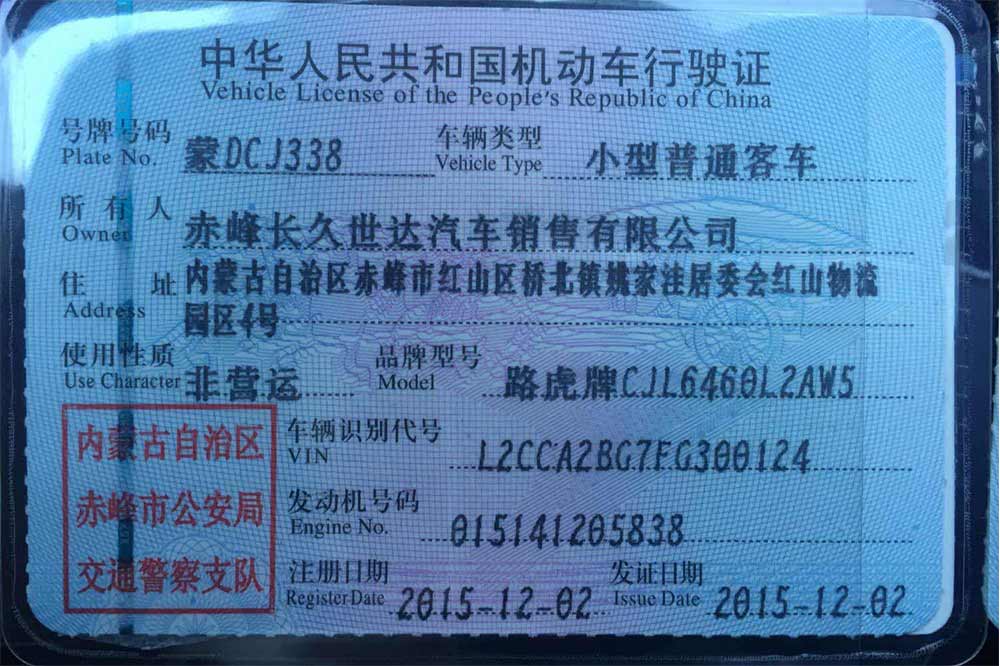 中华人民共和国机动车行驶证
Vehicle License of the People's Republic of China
号牌号码 蒙DCJ338 车辆类型 小型普通客车
Plate No. Vehicle Type
所有人 赤峰长久世达汽车销售有限公司
Owner
住址 内蒙古自治区赤峰市红山区桥北镇姚家洼居委会红山物流
Address 园区4号
使用性质 非营运 品牌型号 路虎牌CJL6460L2AW5
Use Character Model
内蒙古自治区
赤峰市公安局
交通警察支队
车辆识别代号 L2CCA2BG7FG300124
VIN
发动机号码 015141205838
Engine No.
注册日期 2015-12-02 发证日期 2015-12-02
Register Date Issue Date